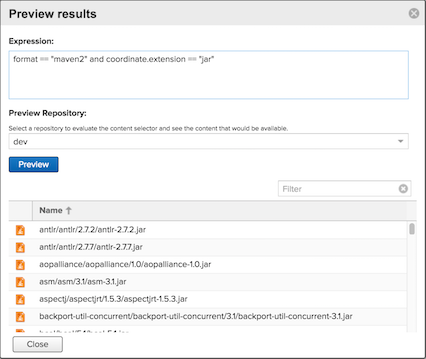 Preview results
Expression:
format == "maven2" and coordinate.extension == "jar"
Preview Repository:
Select a repository to evaluate the content selector and see the content that would be available.
dev
Preview
Filter
Name
antlr/antlr/2.7.2/antlr-2.7.2.jar
antlr/antlr/2.7.7/antlr-2.7.7.jar
aopalliance/aopalliance/1.0/aopalliance-1.0.jar
asm/asm/3.1/asm-3.1.jar
aspectj/aspectjrt/1.5.3/aspectjrt-1.5.3.jar
backport-util-concurrent/backport-util-concurrent/3.1/backport-util-concurrent-3.1.jar
Close